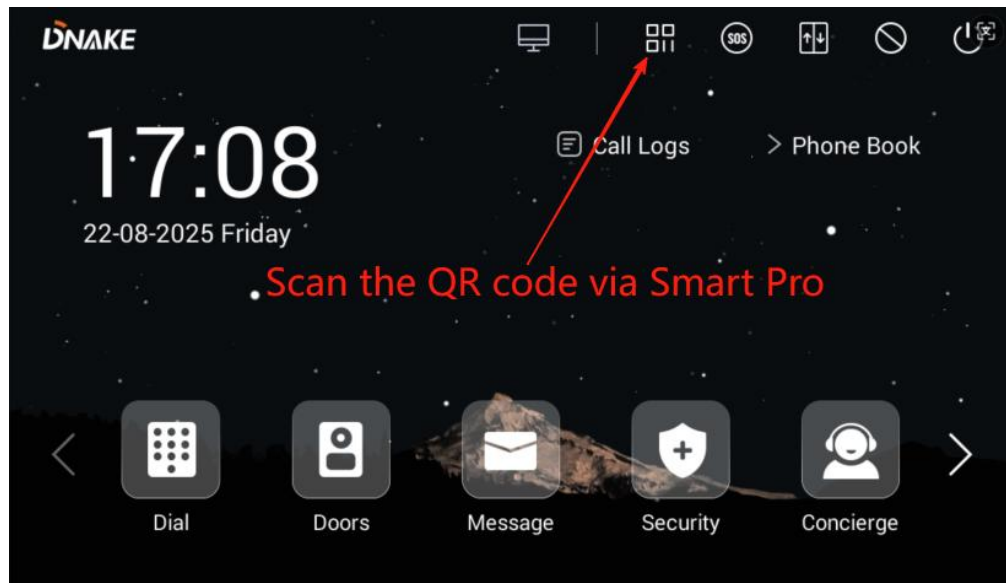 DNAKE
SOS
17:08
Call Logs
Phone Book
22-08-2025 Friday
Scan the QR code via Smart Pro
Dial
Doors
Message
Security
Concierge